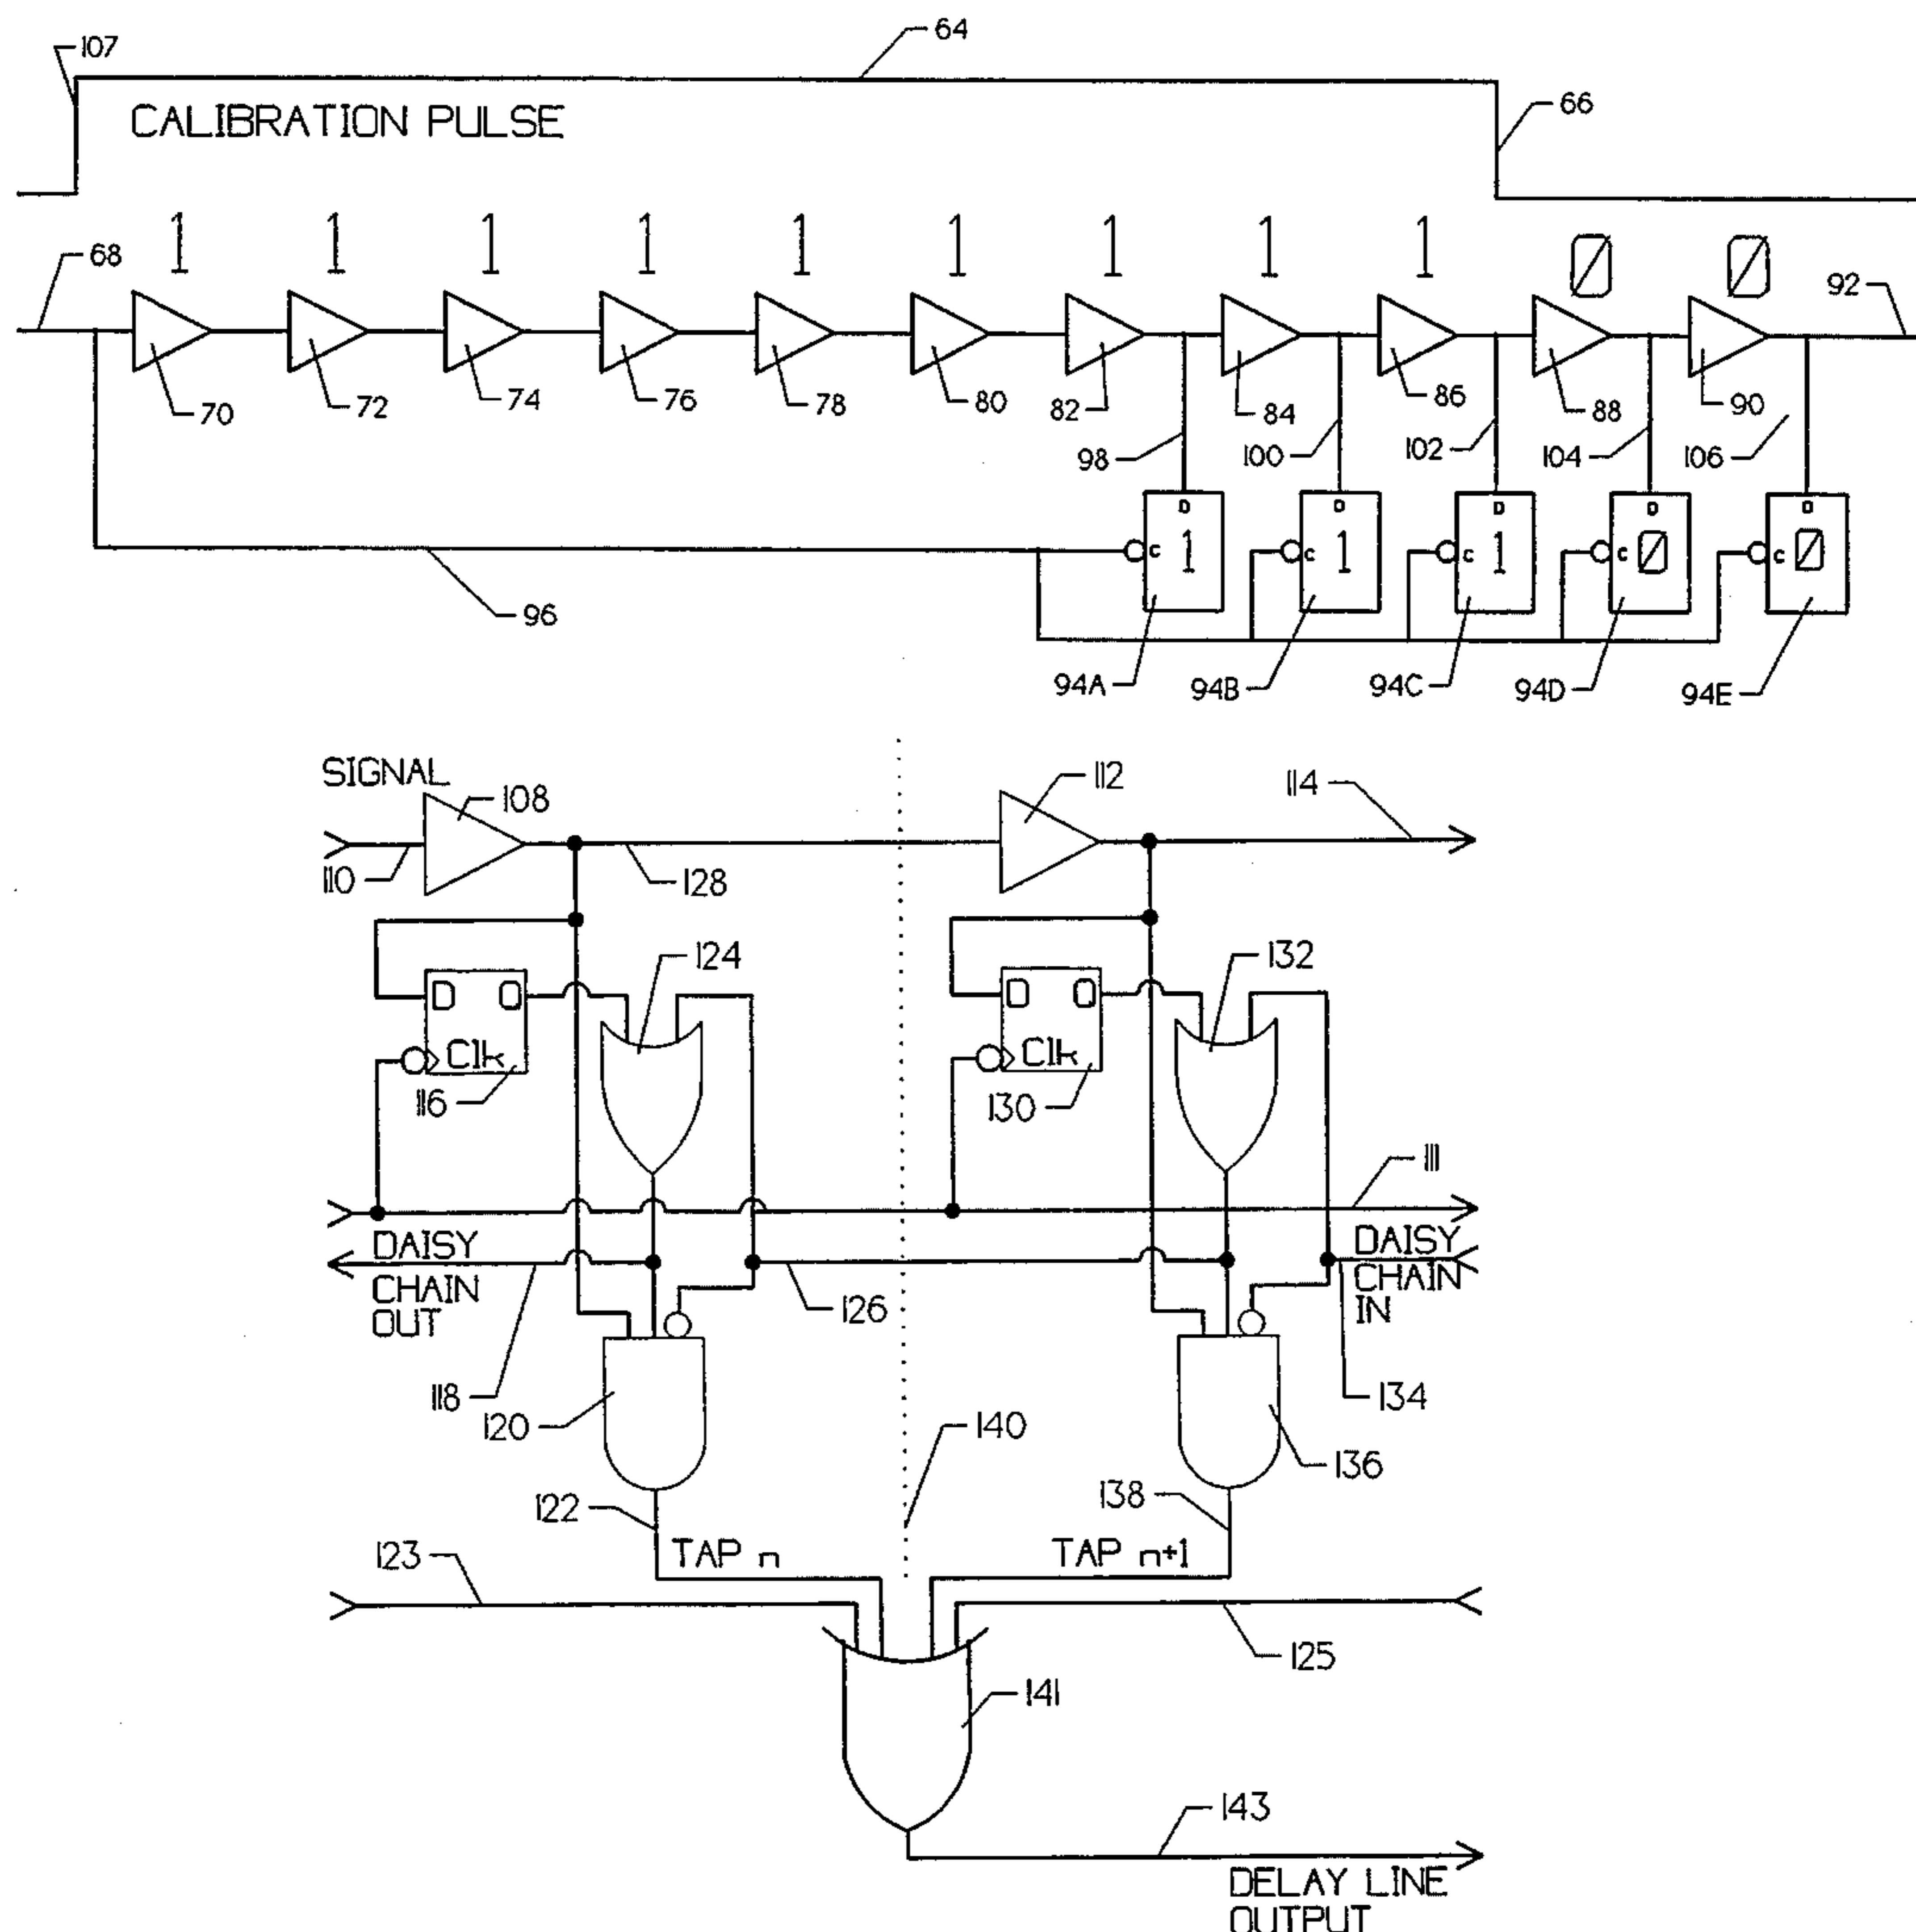 107
64
CALIBRATION PULSE
66
1 1 1 1 1 1 1 1 1 0 0
68
92
70 72 74 76 78 80 82 84 86 88 90
98 100 102 104 106
D D D D D
c 1 c 1 c 1 c 0 c 0
96
94A 94B 94C 94D 94E
SIGNAL
108
112
114
110
128
124
132
D Q
D Q
Clk
Clk
116
130
111
DAISY
CHAIN
OUT
DAISY
CHAIN
IN
126
118
120
134
140
136
122
138
123
TAP n
TAP n+1
125
141
143
DELAY LINE
OUTPUT